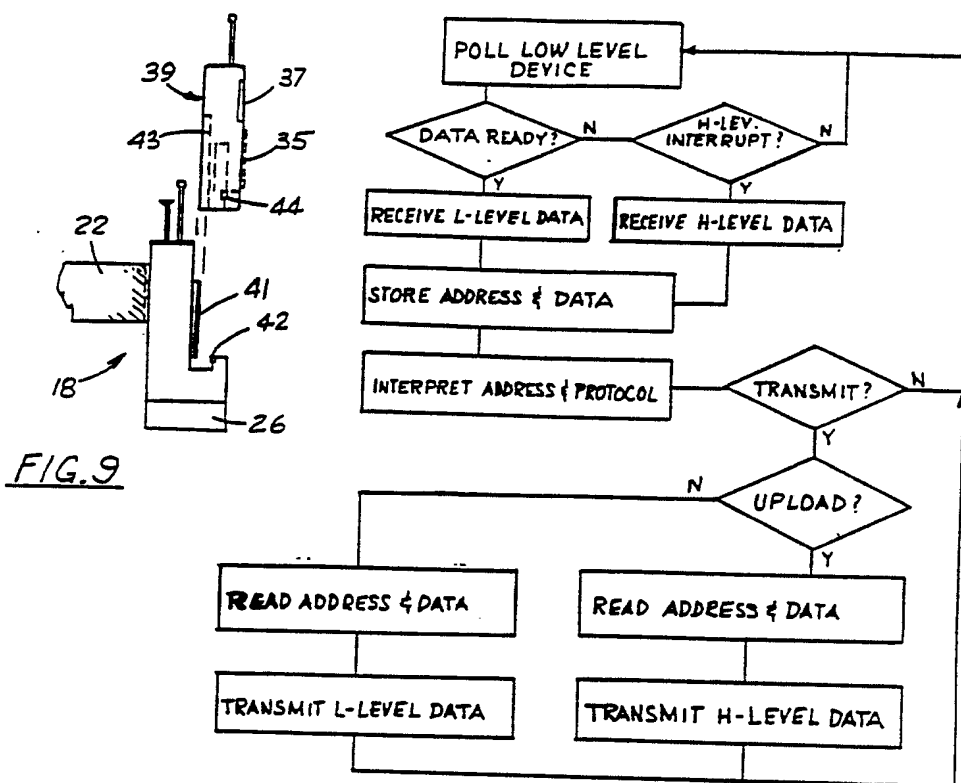 39
37
43
35
44
22
41
42
18
26
FIG.9
POLL LOW LEVEL
DEVICE
DATA READY?
N
H-LEV.
INTERRUPT?
N
Y
Y
RECEIVE L-LEVEL DATA
RECEIVE H-LEVEL DATA
STORE ADDRESS & DATA
INTERPRET ADDRESS & PROTOCOL
TRANSMIT?
N
Y
N
UPLOAD?
Y
READ ADDRESS & DATA
READ ADDRESS & DATA
TRANSMIT L-LEVEL DATA
TRANSMIT H-LEVEL DATA